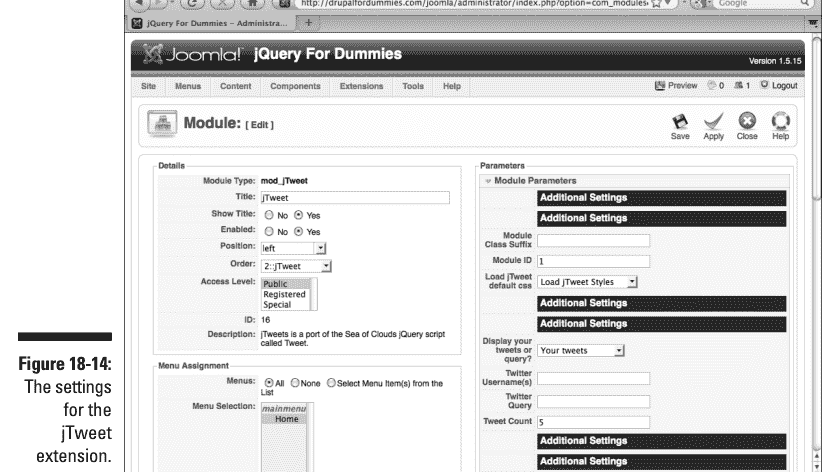 http://drupalfordummies.com/joomla/administrator/index.php?option=com_modules
Google
jQuery For Dummies – Administra...
Joomla! jQuery For Dummies
Version 1.5.15
Site Menus Content Components Extensions Tools Help
Preview 0 1 Logout
Module: [ Edit ]
Save Apply Close Help
Details
Module Type: mod_jTweet
Title: jTweet
Show Title: No Yes
Enabled: No Yes
Position: left
Order: 2::jTweet
Access Level: Public
Registered
Special
ID: 16
Description: jTweets is a port of the Sea of Clouds jQuery script
called Tweet.
Menu Assignment
Menus: All None Select Menu Item(s) from the
List
Menu Selection: mainmenu
Home
Parameters
Module Parameters
Additional Settings
Additional Settings
Module
Class Suffix
Module ID 1
Load jTweet
default css Load jTweet Styles
Additional Settings
Additional Settings
Display your
tweets or
query? Your tweets
Twitter
Username(s)
Twitter
Query
Tweet Count 5
Additional Settings
Additional Settings
Figure 18-14:
The settings
for the
jTweet
extension.